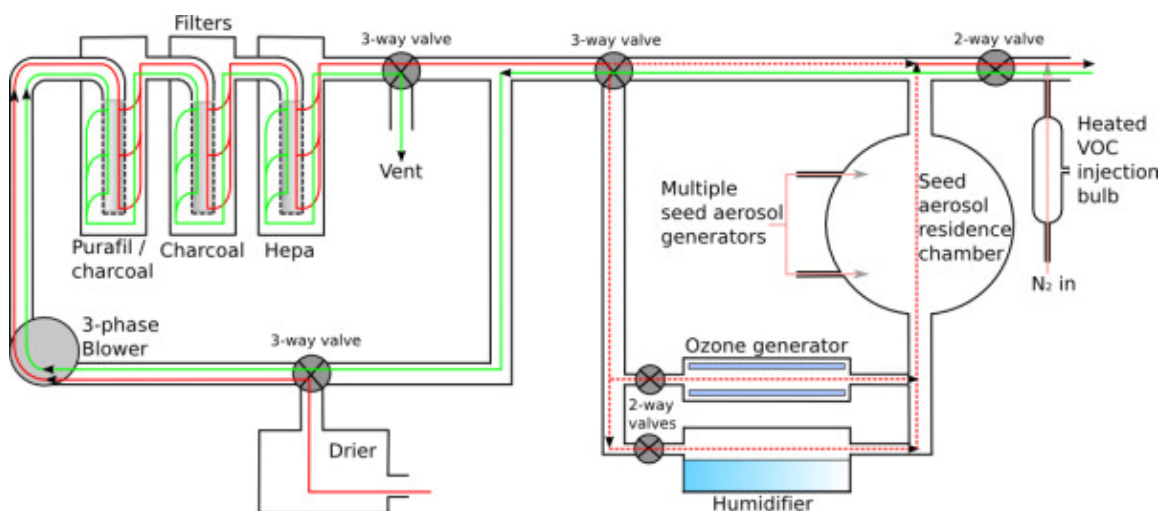 Filters
3-way valve
3-way valve
2-way valve
Vent
Multiple
seed aerosol
generators
Seed
aerosol
residence
chamber
Heated
VOC
injection
bulb
N₂ in
Purafil /
charcoal
Charcoal
Hepa
3-phase
Blower
3-way valve
Ozone generator
2-way
valves
Drier
Humidifier